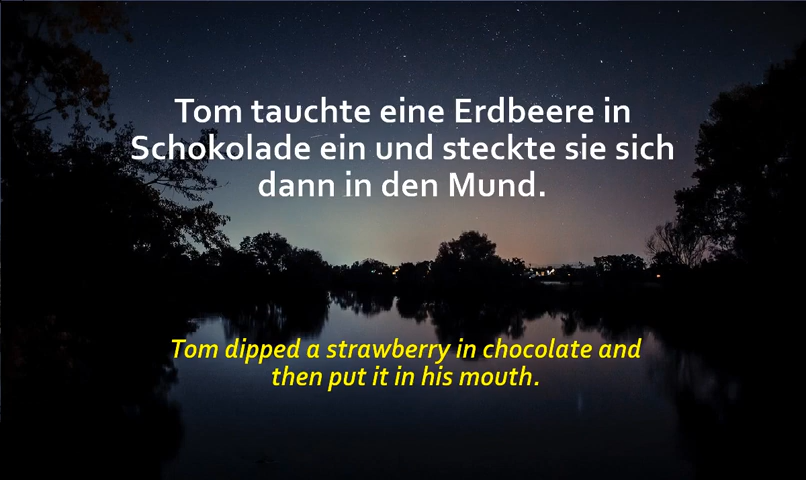 Tom tauchte eine Erdbeere in
Schokolade ein und steckte sie sich
dann in den Mund.
Tom dipped a strawberry in chocolate and
then put it in his mouth.